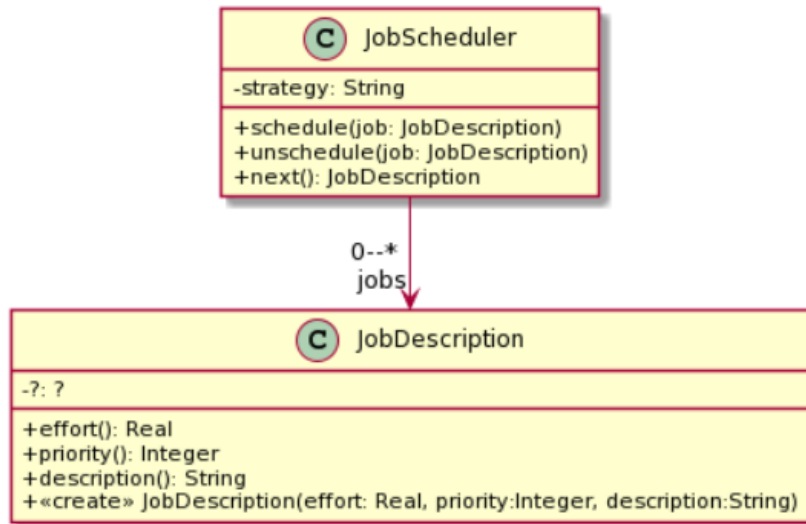 C JobScheduler
-strategy: String
+schedule(job: JobDescription)
+unschedule(job: JobDescription)
+next(): JobDescription
0--*
jobs
C JobDescription
-?: ?
+effort(): Real
+priority(): Integer
+description(): String
+«create» JobDescription(effort: Real, priority:Integer, description:String)